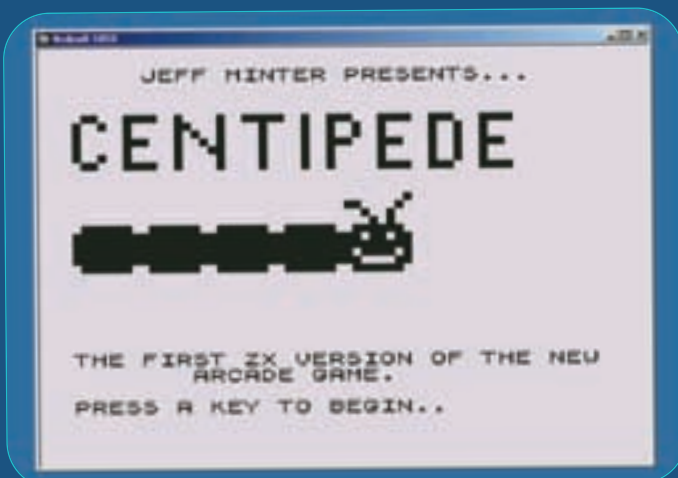 JEFF MINTER PRESENTS...
CENTIPEDE
THE FIRST ZX VERSION OF THE NEW
ARCADE GAME.
PRESS A KEY TO BEGIN..